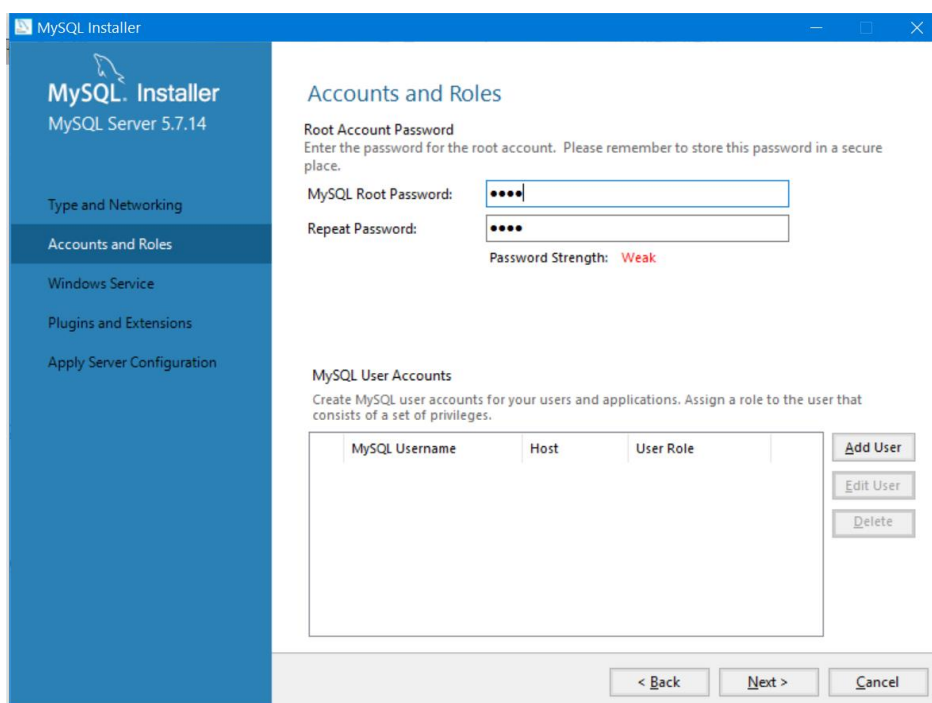 MySQL Installer
MySQL. Installer
MySQL Server 5.7.14
Type and Networking
Accounts and Roles
Windows Service
Plugins and Extensions
Apply Server Configuration
Accounts and Roles
Root Account Password
Enter the password for the root account. Please remember to store this password in a secure
place.
MySQL Root Password: ••••
Repeat Password: ••••
Password Strength: Weak
MySQL User Accounts
Create MySQL user accounts for your users and applications. Assign a role to the user that
consists of a set of privileges.
MySQL Username Host User Role
Add User
Edit User
Delete
< Back Next > Cancel